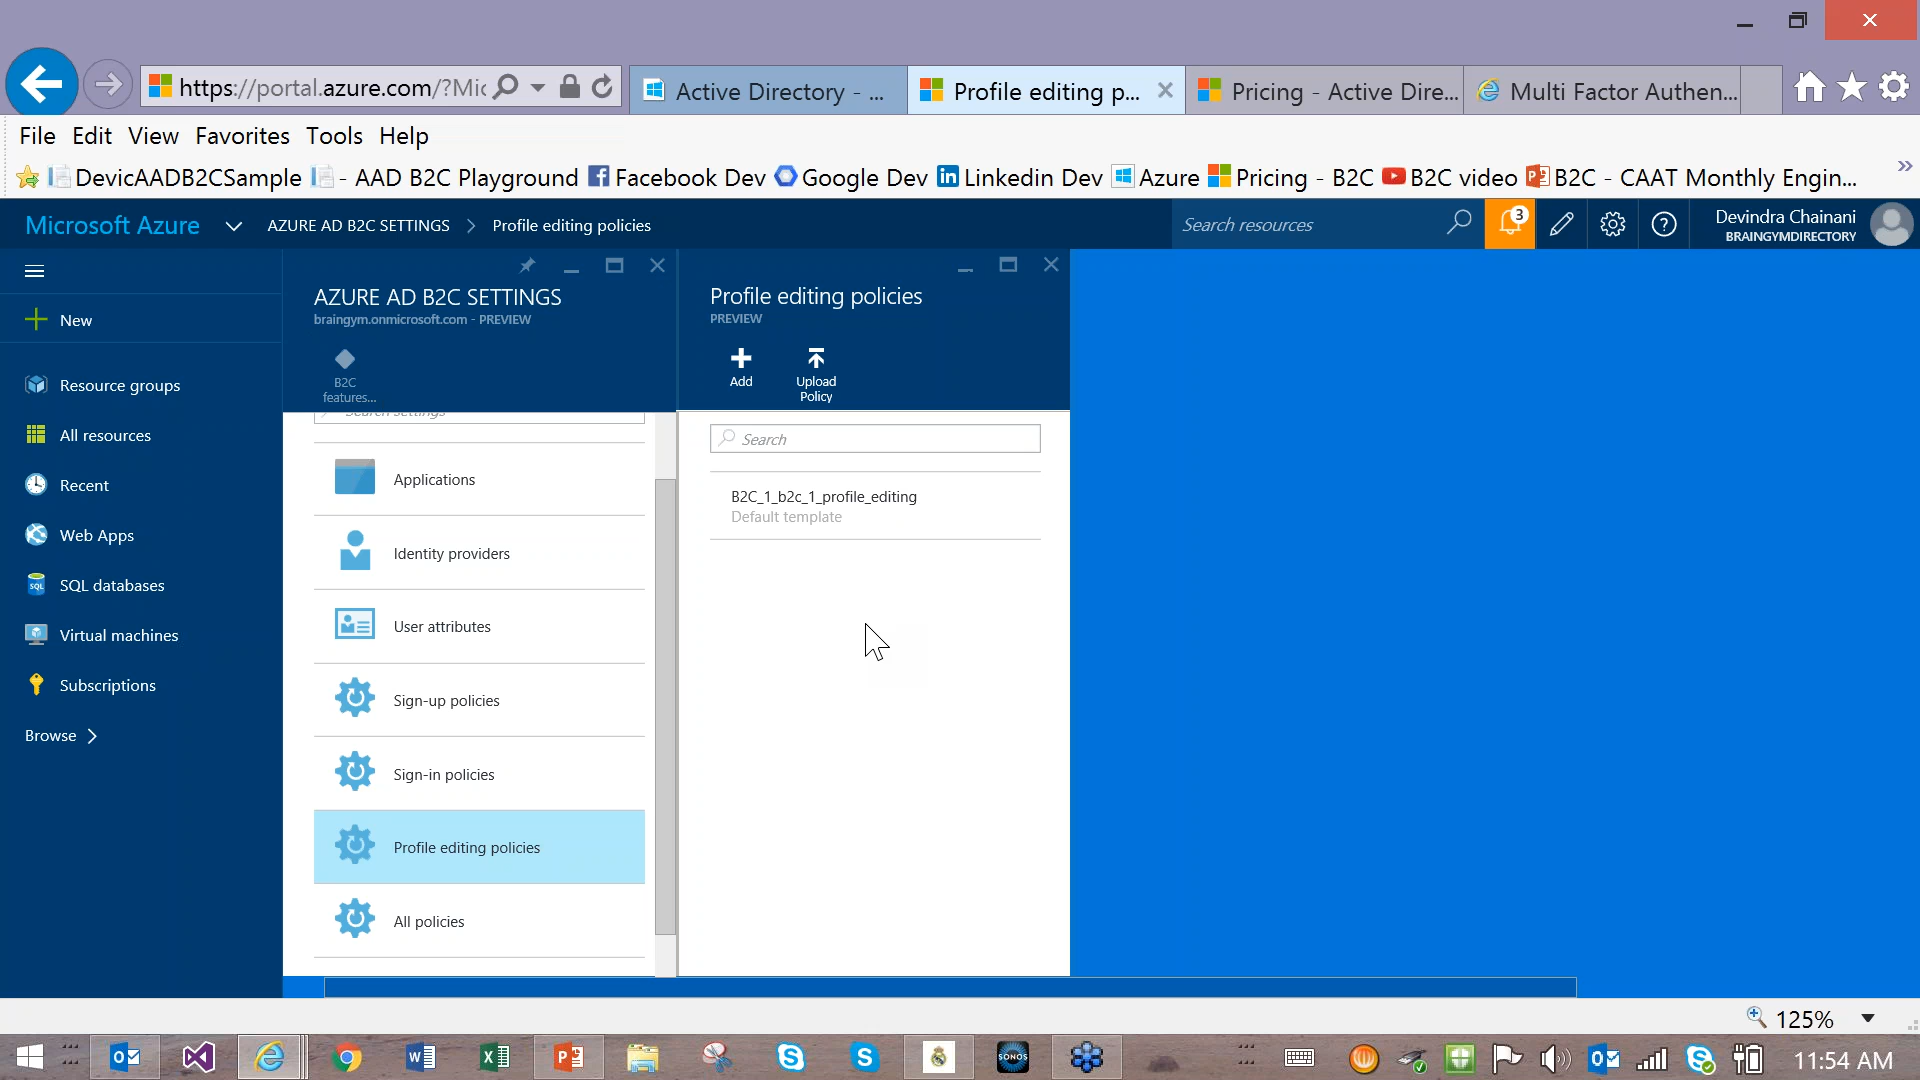 https://portal.azure.com/?Mic
Active Directory - ...
Profile editing p...
Pricing - Active Dire...
Multi Factor Authen...
File Edit View Favorites Tools Help
DevicAADB2CSample - AAD B2C Playground Facebook Dev Google Dev Linkedin Dev Azure Pricing - B2C B2C video B2C - CAAT Monthly Engin...
Microsoft Azure
AZURE AD B2C SETTINGS > Profile editing policies
Search resources
3
Devindra Chainani
BRAINGYMDIRECTORY
New
Resource groups
All resources
Recent
Web Apps
SQL databases
Virtual machines
Subscriptions
Browse
AZURE AD B2C SETTINGS
braingym.onmicrosoft.com - PREVIEW
B2C
features...
Search settings
Applications
Identity providers
User attributes
Sign-up policies
Sign-in policies
Profile editing policies
All policies
Profile editing policies
PREVIEW
Add
Upload
Policy
Search
B2C_1_b2c_1_profile_editing
Default template
125%
SONOS
11:54 AM